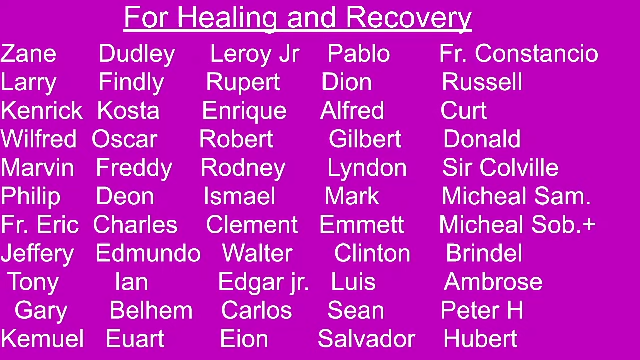 For Healing and Recovery
Zane Dudley Leroy Jr Pablo Fr. Constancio
Larry Findly Rupert Dion Russell
Kenrick Kosta Enrique Alfred Curt
Wilfred Oscar Robert Gilbert Donald
Marvin Freddy Rodney Lyndon Sir Colville
Philip Deon Ismael Mark Micheal Sam.
Fr. Eric Charles Clement Emmett Micheal Sob.+
Jeffery Edmundo Walter Clinton Brindel
Tony Ian Edgar jr. Luis Ambrose
Gary Belhem Carlos Sean Peter H
Kemuel Euart Eion Salvador Hubert